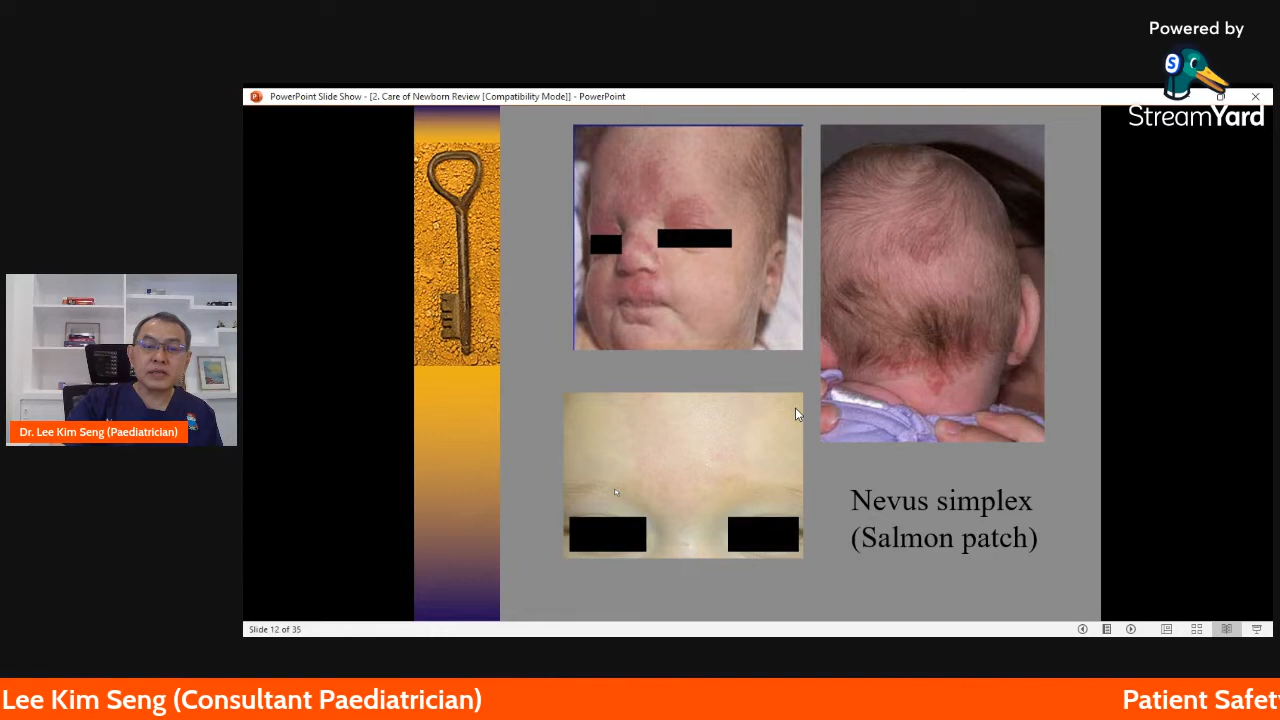 Powered by
S
StreamYard
PowerPoint Slide Show - [2. Care of Newborn Review [Compatibility Mode]] - PowerPoint
Dr. Lee Kim Seng (Paediatrician)
Nevus simplex
(Salmon patch)
Slide 12 of 35
Lee Kim Seng (Consultant Paediatrician)
Patient Safet